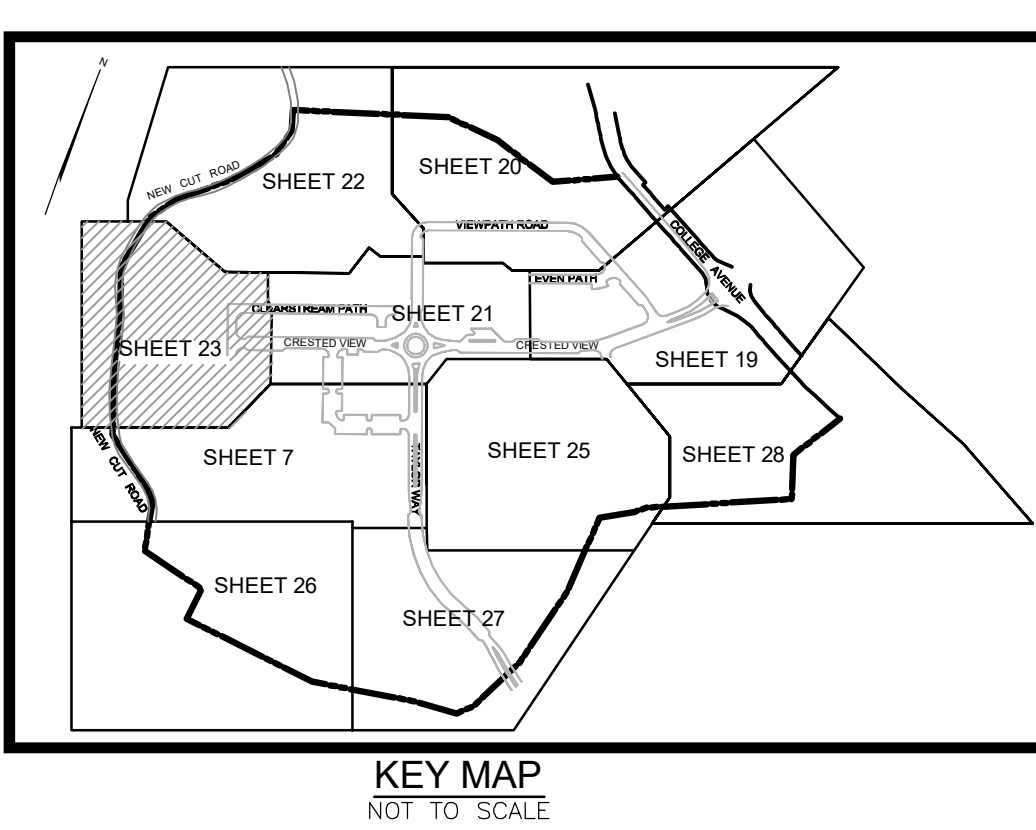 N
NEW CUT ROAD
SHEET 22
SHEET 20
VIEWPATH ROAD
COLLEGE AVENUE
EVEN PATH
CLEARSTREAM PATH
SHEET 21
SHEET 23
CRESTED VIEW
CRESTED VIEW
SHEET 19
NEW CUT ROAD
SHEET 7
SHEET 25
SHEET 28
WAY
SHEET 26
SHEET 27
KEY MAP
NOT TO SCALE